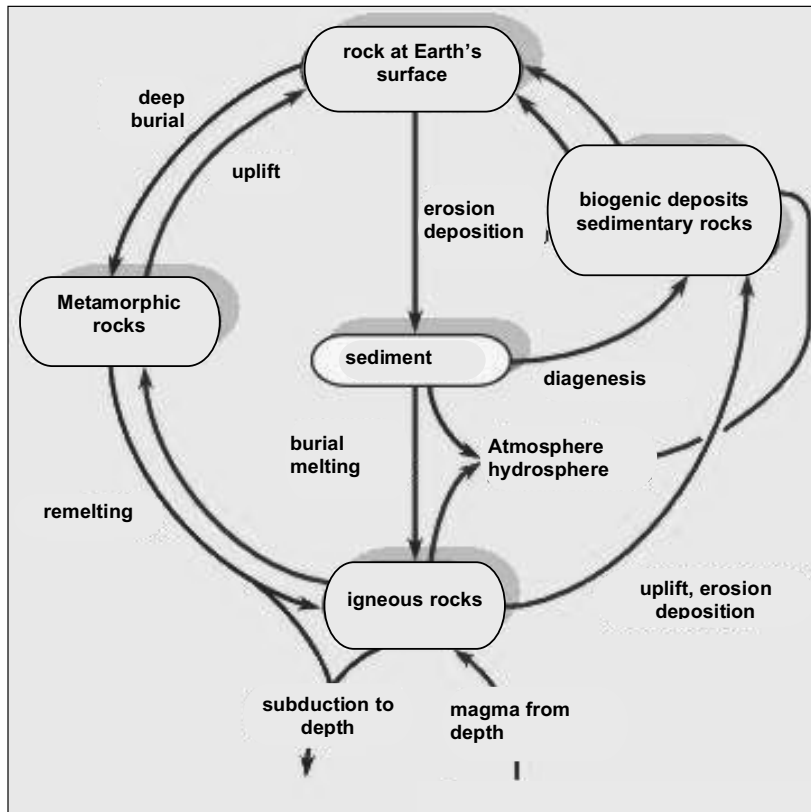 rock at Earth's
surface
deep
burial
uplift
erosion
deposition
biogenic deposits
sedimentary rocks
Metamorphic
rocks
sediment
diagenesis
burial
melting
Atmosphere
hydrosphere
remelting
igneous rocks
uplift, erosion
deposition
subduction to
depth
magma from
depth